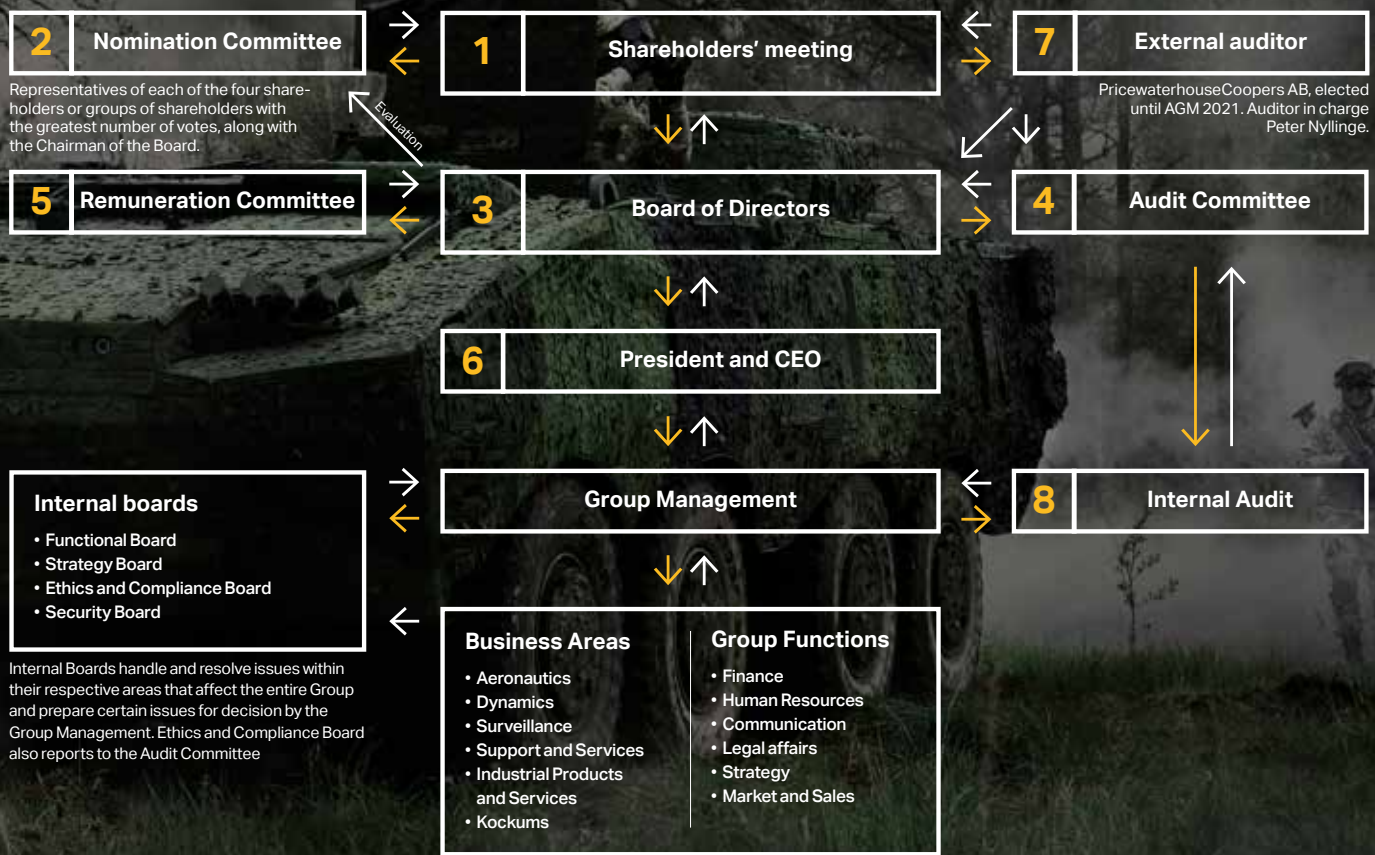 2
Nomination Committee
1
Shareholders' meeting
7
External auditor
Representatives of each of the four share-
holders or groups of shareholders with
the greatest number of votes, along with
the Chairman of the Board.
Evaluation
PricewaterhouseCoopers AB, elected
until AGM 2021. Auditor in charge
Peter Nyllinge.
5
Remuneration Committee
3
Board of Directors
4
Audit Committee
6
President and CEO
Internal boards
• Functional Board
• Strategy Board
• Ethics and Compliance Board
• Security Board
Group Management
8
Internal Audit
Internal Boards handle and resolve issues within
their respective areas that affect the entire Group
and prepare certain issues for decision by the
Group Management. Ethics and Compliance Board
also reports to the Audit Committee
Business Areas
• Aeronautics
• Dynamics
• Surveillance
• Support and Services
• Industrial Products
and Services
• Kockums
Group Functions
• Finance
• Human Resources
• Communication
• Legal affairs
• Strategy
• Market and Sales